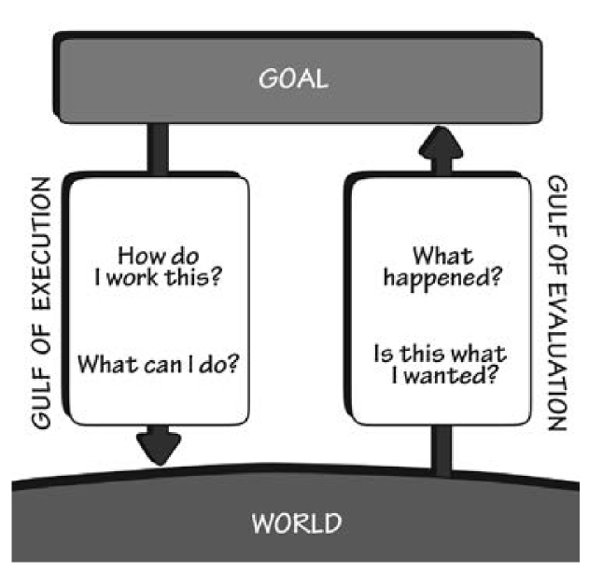 GOAL
GULF OF EXECUTION
How do
I work this?
What can I do?
What
happened?
Is this what
I wanted?
GULF OF EVALUATION
WORLD